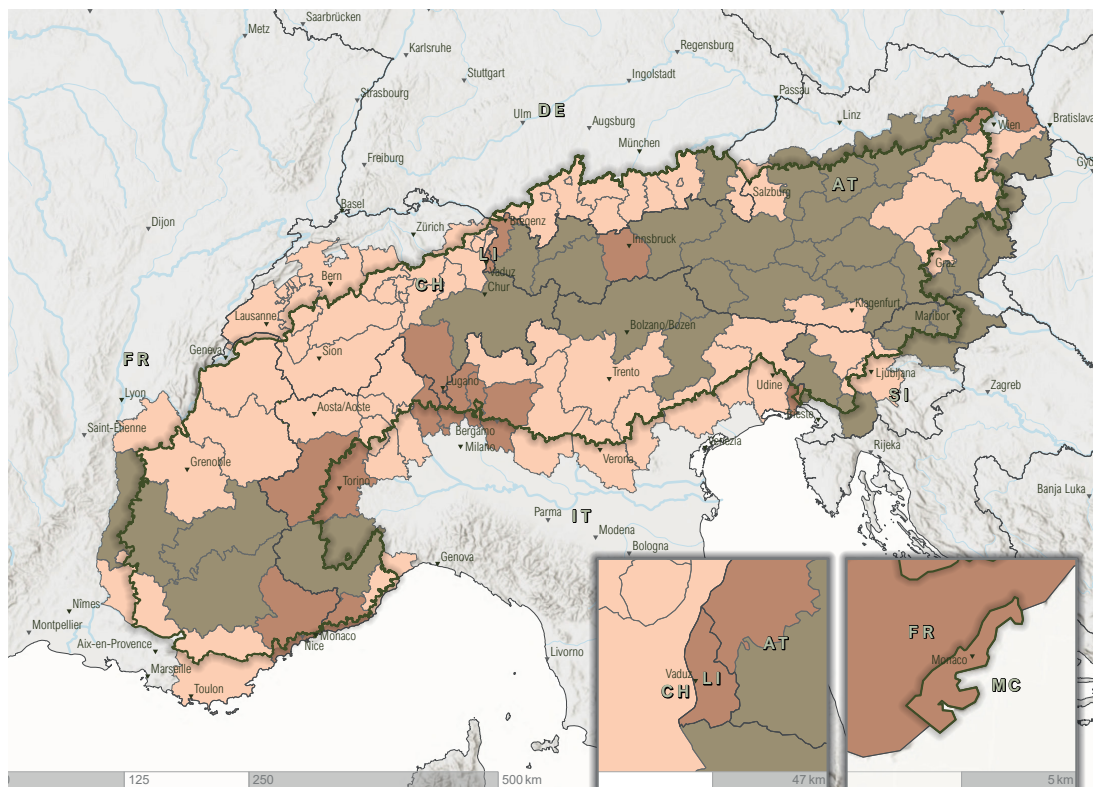 Saarbrücken
Metz
Karlsruhe
Regensburg
Stuttgart
Ingolstadt
Strasbourg
Passau
DE
Ulm
Augsburg
Linz
Wien
Bratislava
München
Freiburg
AT
Salzburg
Basel
Dijon
Zürich
Bregenz
Innsbruck
LI
Vaduz
Graz
Bern
CH
Chur
Klagenfurt
Maribor
Lausanne
Bolzano/Bozen
Geneva
Sion
FR
Trento
Ljubljana
Lugano
Udine
Zagreb
Lyon
SI
Aosta/Aoste
Trieste
Saint-Étienne
Bergamo
Milano
Venezia
Rijeka
Verona
Grenoble
Torino
Banja Luka
Parma
IT
Modena
Bologna
Genova
Nîmes
Montpellier
Monaco
Nice
Aix-en-Provence
Livorno
Marseille
Toulon
AT
Vaduz
LI
CH
FR
Monaco
MC
125
250
500 km
47 km
5 km